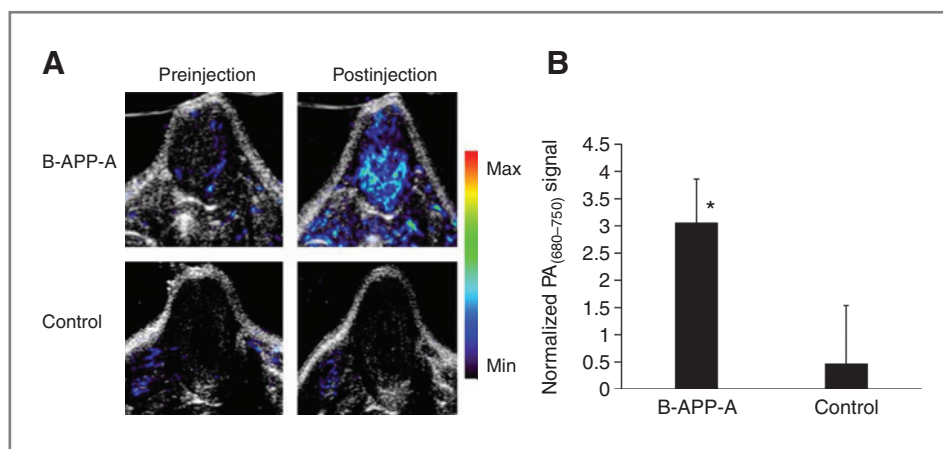 A
Preinjection
Postinjection
B-APP-A
Control
Max
Min
B
Normalized PA(680–750) signal
4.5
4
3.5
3
2.5
2
1.5
1
0.5
0
*
B-APP-A
Control